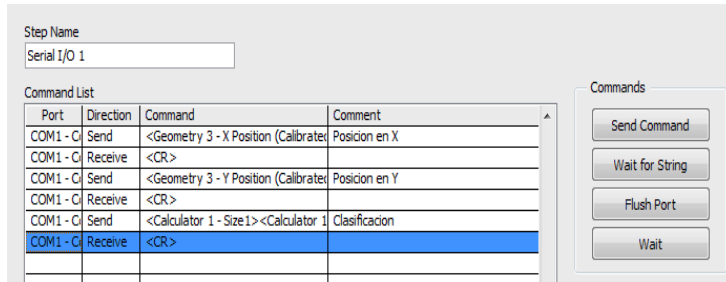 Step Name
Serial I/O 1
Command List
Commands
Port Direction Command Comment
COM1 - Send <Geometry 3 - X Position (Calibrated Posicion en X
COM1 - Receive <CR>
COM1 - Send <Geometry 3 - Y Position (Calibrated Posicion en Y
COM1 - Receive <CR>
COM1 - Send <Calculator 1 - Size1><Calculator 1 Clasificacion
COM1 - Receive <CR>
Send Command
Wait for String
Flush Port
Wait